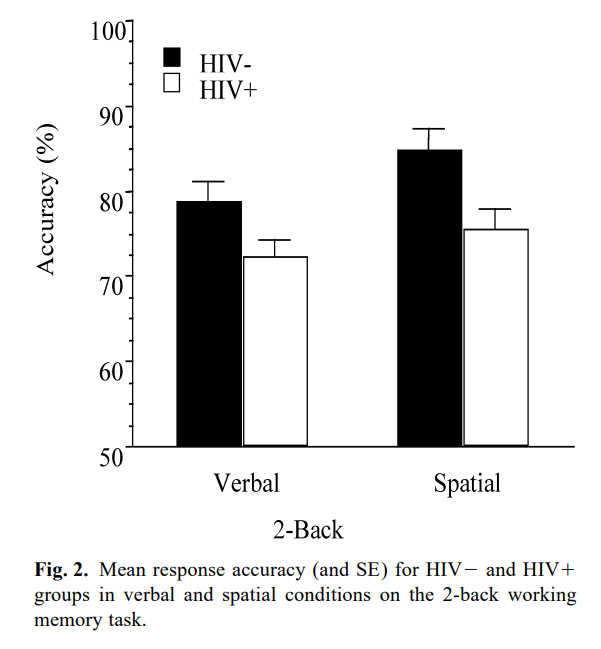 100
HIV-
HIV+
90
80
70
60
50
Accuracy (%)
Verbal
Spatial
2-Back
Fig. 2. Mean response accuracy (and SE) for HIV− and HIV+
groups in verbal and spatial conditions on the 2-back working
memory task.